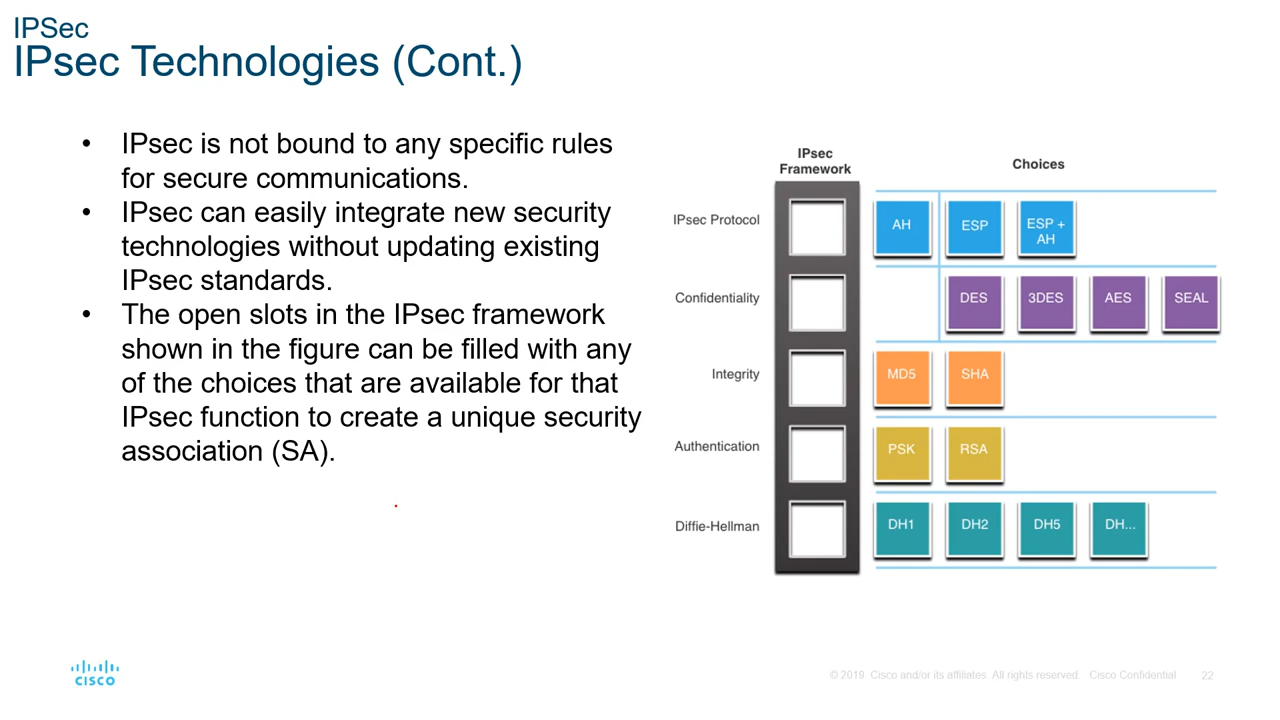 IPSec
IPsec Technologies (Cont.)
• IPsec is not bound to any specific rules
for secure communications.
• IPsec can easily integrate new security
technologies without updating existing
IPsec standards.
• The open slots in the IPsec framework
shown in the figure can be filled with any
of the choices that are available for that
IPsec function to create a unique security
association (SA).
IPsec
Framework
Choices
IPsec Protocol
AH
ESP
ESP +
AH
Confidentiality
DES
3DES
AES
SEAL
Integrity
MD5
SHA
Authentication
PSK
RSA
Diffie-Hellman
DH1
DH2
DH5
DH...
CISCO
© 2019 Cisco and/or its affiliates. All rights reserved. Cisco Confidential
22